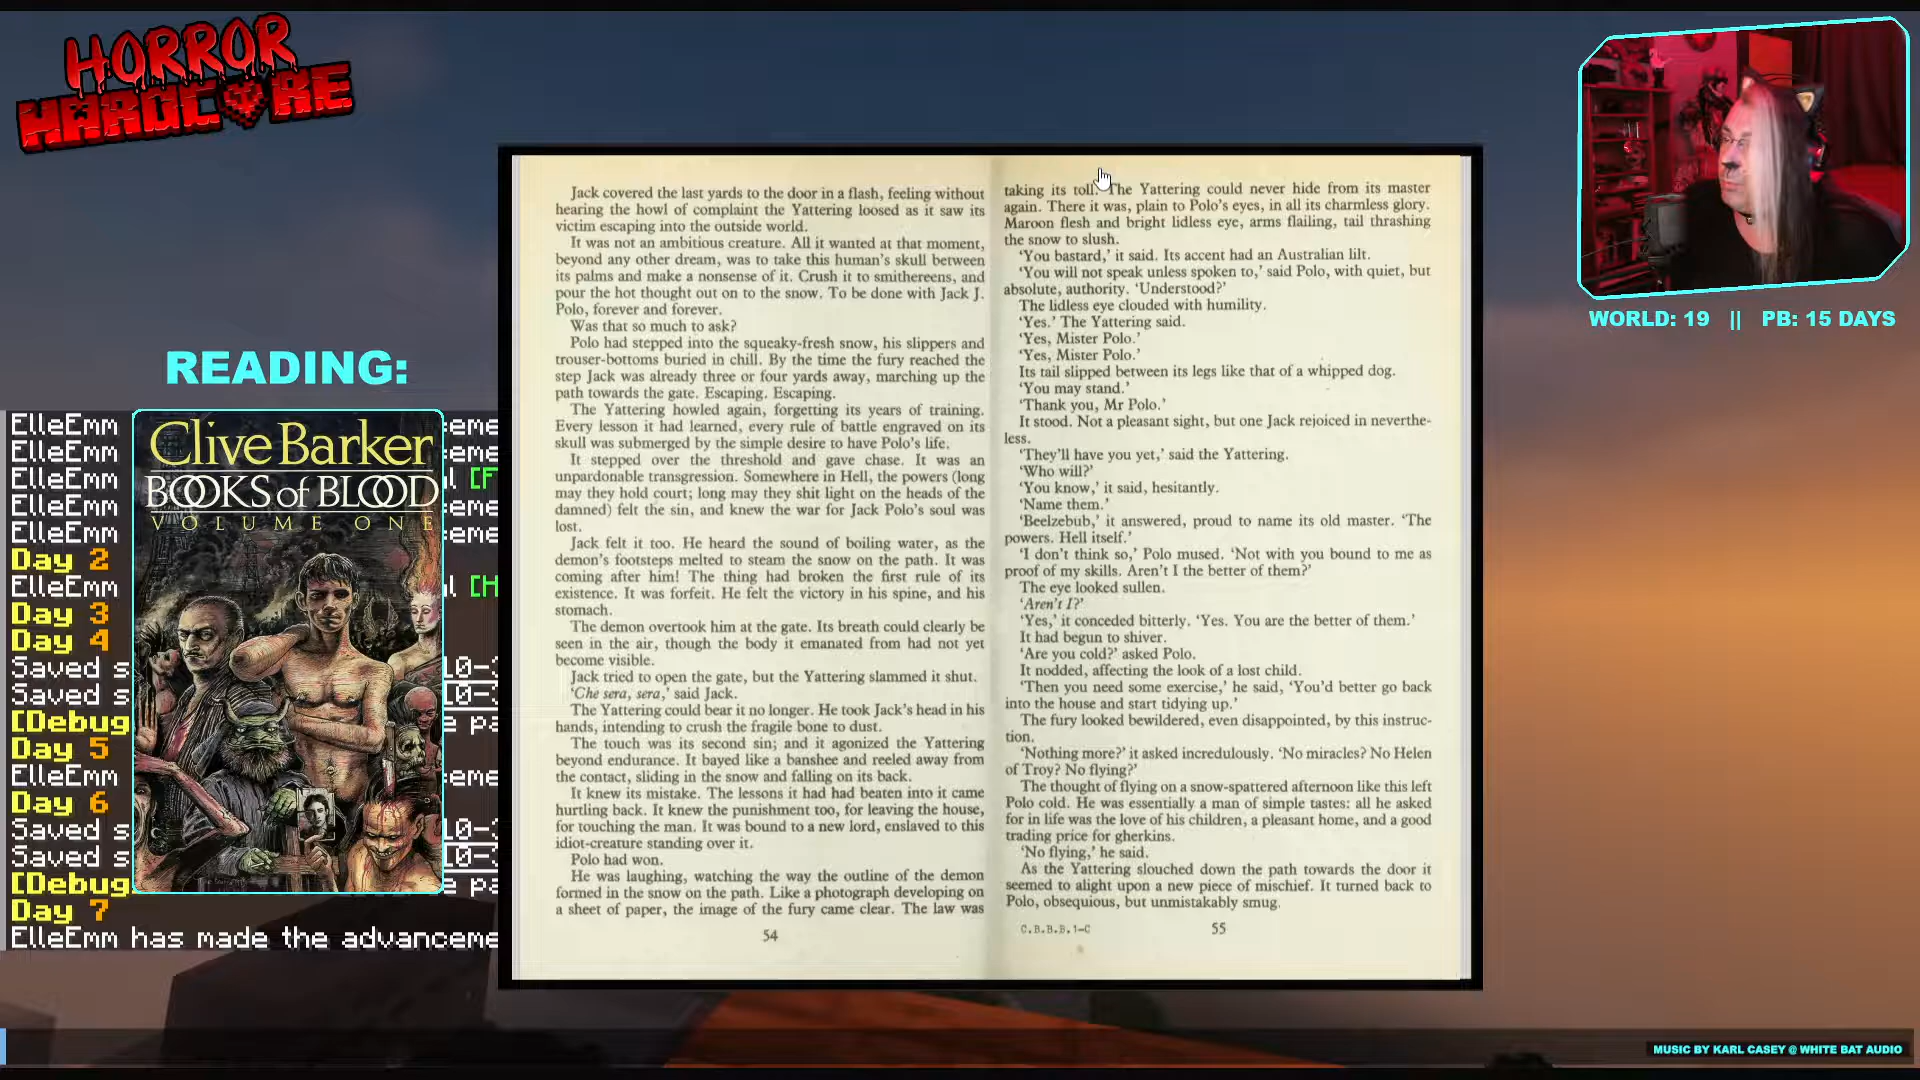 HORROR
HARDCORE
WORLD: 19 || PB: 15 DAYS
READING:
Clive Barker
BOOKS of BLOOD
VOLUME ONE
ElleEmm
ElleEmm
ElleEmm
ElleEmm
ElleEmm
Day 2
ElleEmm
Day 3
Day 4
Saved s
Saved s
[Debug
Day 5
ElleEmm
Day 6
Saved s
Saved s
[Debug
Day 7
ElleEmm has made the advanceme
Jack covered the last yards to the door in a flash, feeling without
hearing the howl of complaint the Yattering loosed as it saw its
victim escaping into the outside world.
It was not an ambitious creature. All it wanted at that moment,
beyond any other dream, was to take this human's skull between
its palms and make a nonsense of it. Crush it to smithereens, and
pour the hot thought out on to the snow. To be done with Jack J.
Polo, forever and forever.
Was that so much to ask?
Polo had stepped into the squeaky-fresh snow, his slippers and
trouser-bottoms buried in chill. By the time the fury reached the
step Jack was already three or four yards away, marching up the
path towards the gate. Escaping. Escaping.
The Yattering howled again, forgetting its years of training.
Every lesson it had learned, every rule of battle engraved on its
skull was submerged by the simple desire to have Polo's life.
It stepped over the threshold and gave chase. It was an
unpardonable transgression. Somewhere in Hell, the powers (long
may they hold court; long may they shit light on the heads of the
damned) felt the sin, and knew the war for Jack Polo's soul was
lost.
Jack felt it too. He heard the sound of boiling water, as the
demon's footsteps melted to steam the snow on the path. It was
coming after him! The thing had broken the first rule of its
existence. It was forfeit. He felt the victory in his spine, and his
stomach.
The demon overtook him at the gate. Its breath could clearly be
seen in the air, though the body it emanated from had not yet
become visible.
Jack tried to open the gate, but the Yattering slammed it shut.
'Che sera, sera,' said Jack.
The Yattering could bear it no longer. He took Jack's head in his
hands, intending to crush the fragile bone to dust.
The touch was its second sin; and it agonized the Yattering
beyond endurance. It bayed like a banshee and reeled away from
the contact, sliding in the snow and falling on its back.
It knew its mistake. The lessons it had had beaten into it came
hurtling back. It knew the punishment too, for leaving the house,
for touching the man. It was bound to a new lord, enslaved to this
idiot-creature standing over it.
Polo had won.
He was laughing, watching the way the outline of the demon
formed in the snow on the path. Like a photograph developing on
a sheet of paper, the image of the fury came clear. The law was
54
taking its toll. The Yattering could never hide from its master
again. There it was, plain to Polo's eyes, in all its charmless glory.
Maroon flesh and bright lidless eye, arms flailing, tail thrashing
the snow to slush.
'You bastard,' it said. Its accent had an Australian lilt.
'You will not speak unless spoken to,' said Polo, with quiet, but
absolute, authority. 'Understood?'
The lidless eye clouded with humility.
'Yes.' The Yattering said.
'Yes, Mister Polo.'
'Yes, Mister Polo.'
Its tail slipped between its legs like that of a whipped dog.
'You may stand.'
'Thank you, Mr Polo.'
It stood. Not a pleasant sight, but one Jack rejoiced in neverthe-
less.
'They'll have you yet,' said the Yattering.
'Who will?'
'You know,' it said, hesitantly.
'Name them.'
'Beelzebub,' it answered, proud to name its old master. 'The
powers. Hell itself.'
'I don't think so,' Polo mused. 'Not with you bound to me as
proof of my skills. Aren't I the better of them?'
The eye looked sullen.
'Aren't I?'
'Yes,' it conceded bitterly. 'Yes. You are the better of them.'
It had begun to shiver.
'Are you cold?' asked Polo.
It nodded, affecting the look of a lost child.
'Then you need some exercise,' he said, 'You'd better go back
into the house and start tidying up.'
The fury looked bewildered, even disappointed, by this instruc-
tion.
'Nothing more?' it asked incredulously. 'No miracles? No Helen
of Troy? No flying?'
The thought of flying on a snow-spattered afternoon like this left
Polo cold. He was essentially a man of simple tastes: all he asked
for in life was the love of his children, a pleasant home, and a good
trading price for gherkins.
'No flying,' he said.
As the Yattering slouched down the path towards the door it
seemed to alight upon a new piece of mischief. It turned back to
Polo, obsequious, but unmistakably smug.
C.B.B.B.1-C 55
MUSIC BY KARL CASEY @ WHITE BAT AUDIO